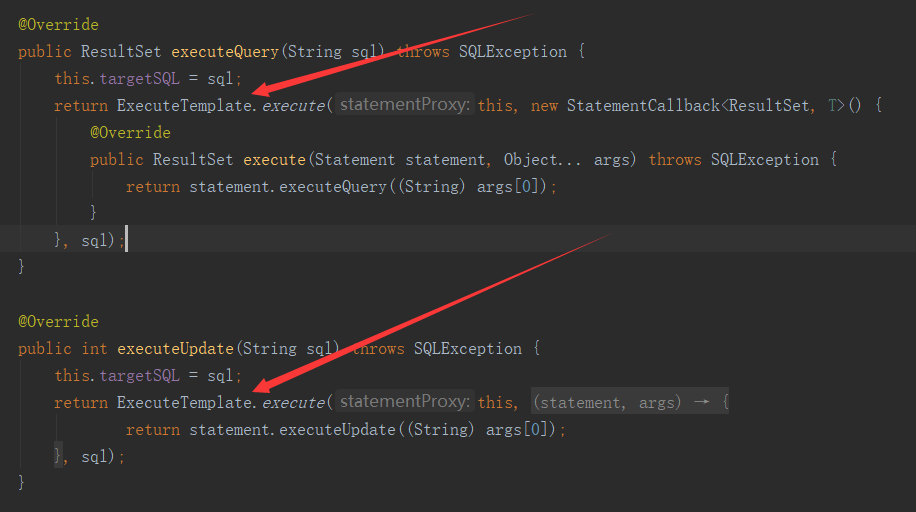 @Override
public ResultSet executeQuery(String sql) throws SQLException {
    this.targetSQL = sql;
    return ExecuteTemplate.execute( statementProxy: this, new StatementCallback<ResultSet, T>() {
        @Override
        public ResultSet execute(Statement statement, Object... args) throws SQLException {
            return statement.executeQuery((String) args[0]);
        }
    }, sql);
}
@Override
public int executeUpdate(String sql) throws SQLException {
    this.targetSQL = sql;
    return ExecuteTemplate.execute( statementProxy: this, (statement, args) → {
            return statement.executeUpdate((String) args[0]);
    }, sql);
}